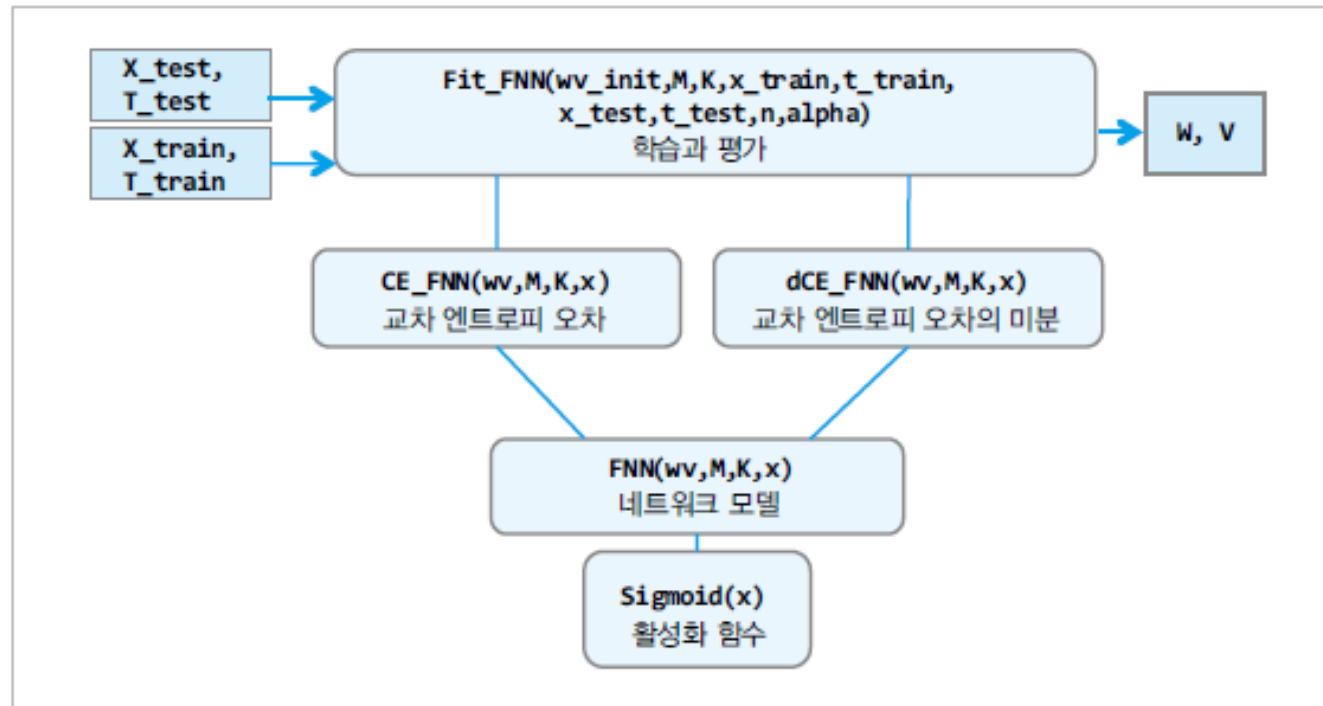 X_test,
T_test
X_train,
T_train
Fit_FNN(wv_init,M,K,x_train,t_train,
x_test,t_test,n,alpha)
학습과 평가
W, V
CE_FNN(wv,M,K,x)
교차 엔트로피 오차
dCE_FNN(wv,M,K,x)
교차 엔트로피 오차의 미분
FNN(wv,M,K,x)
네트워크 모델
Sigmoid(x)
활성화 함수